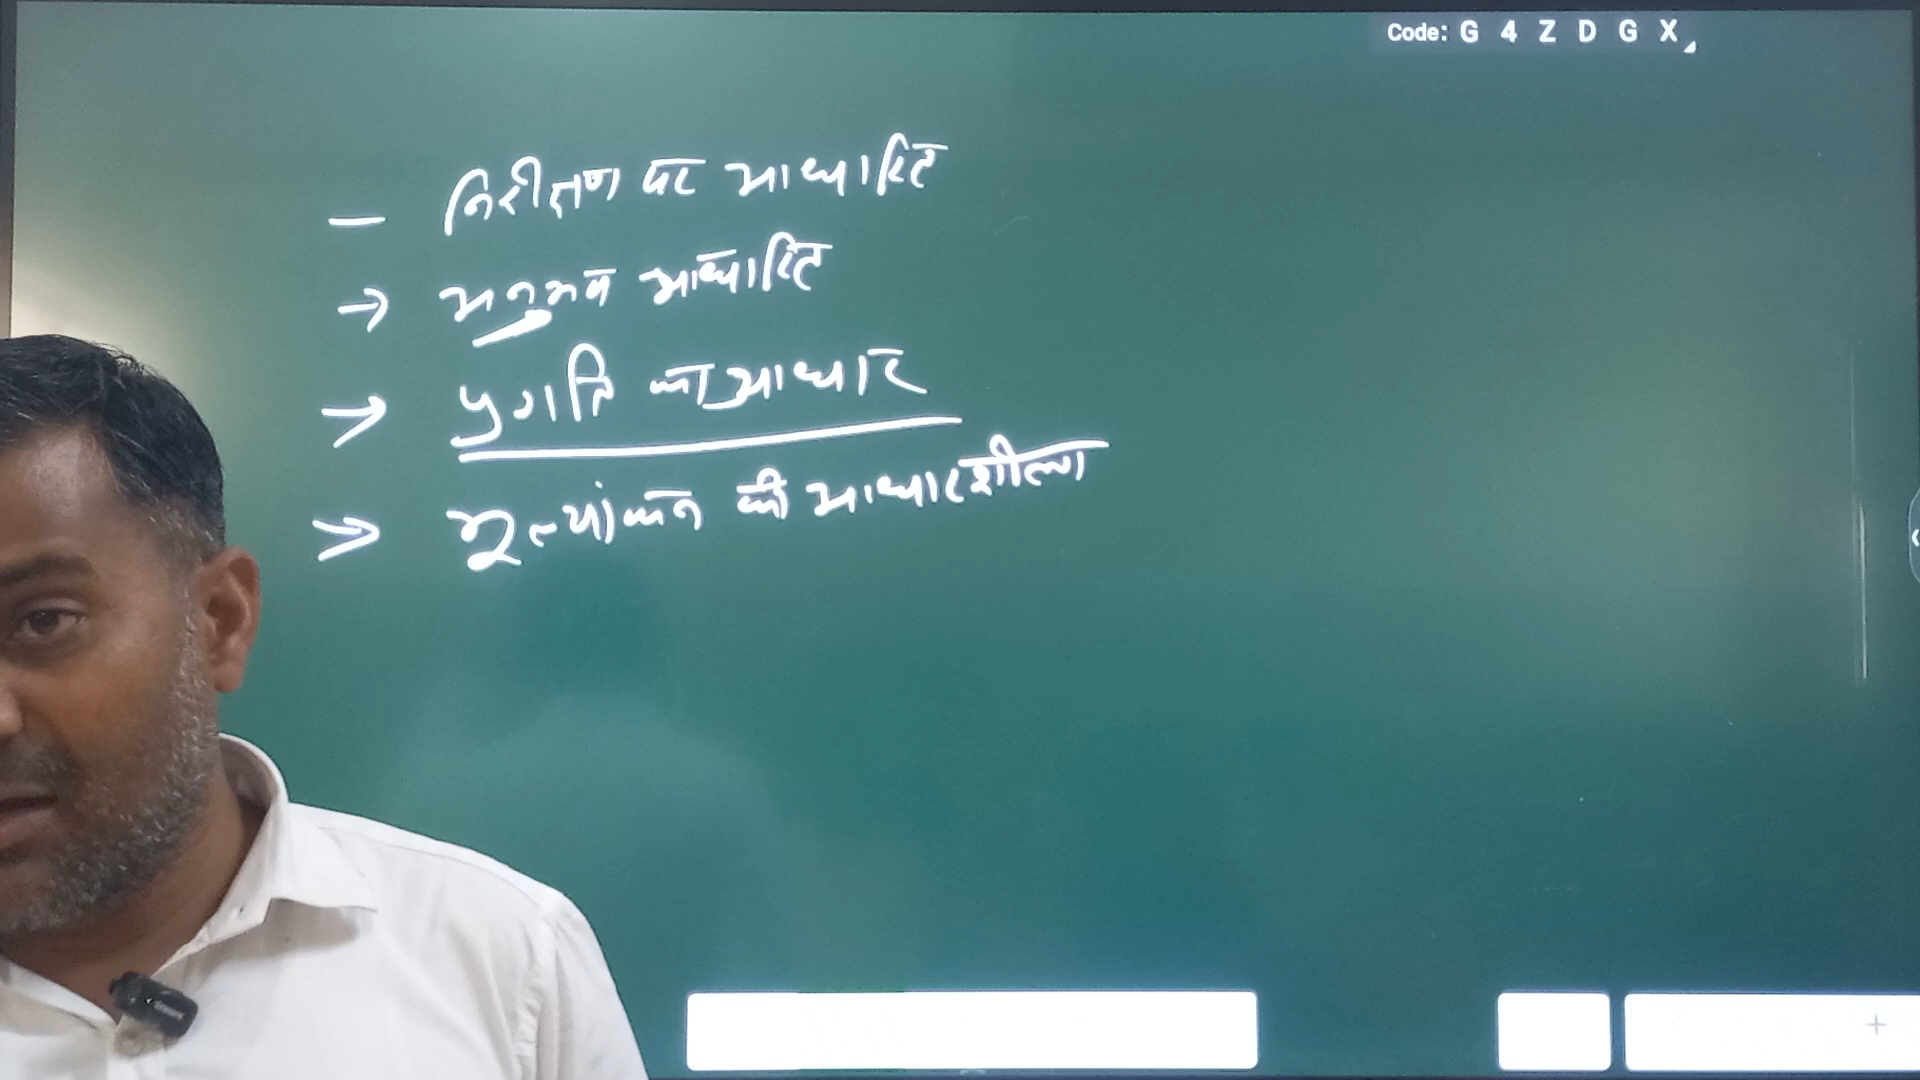 Code: G 4 Z D G X
— निरीक्षण पर आधारित
→ अनुभव आधारित
→ प्रगति का आधार
→ मूल्यांकन की आधारशीला